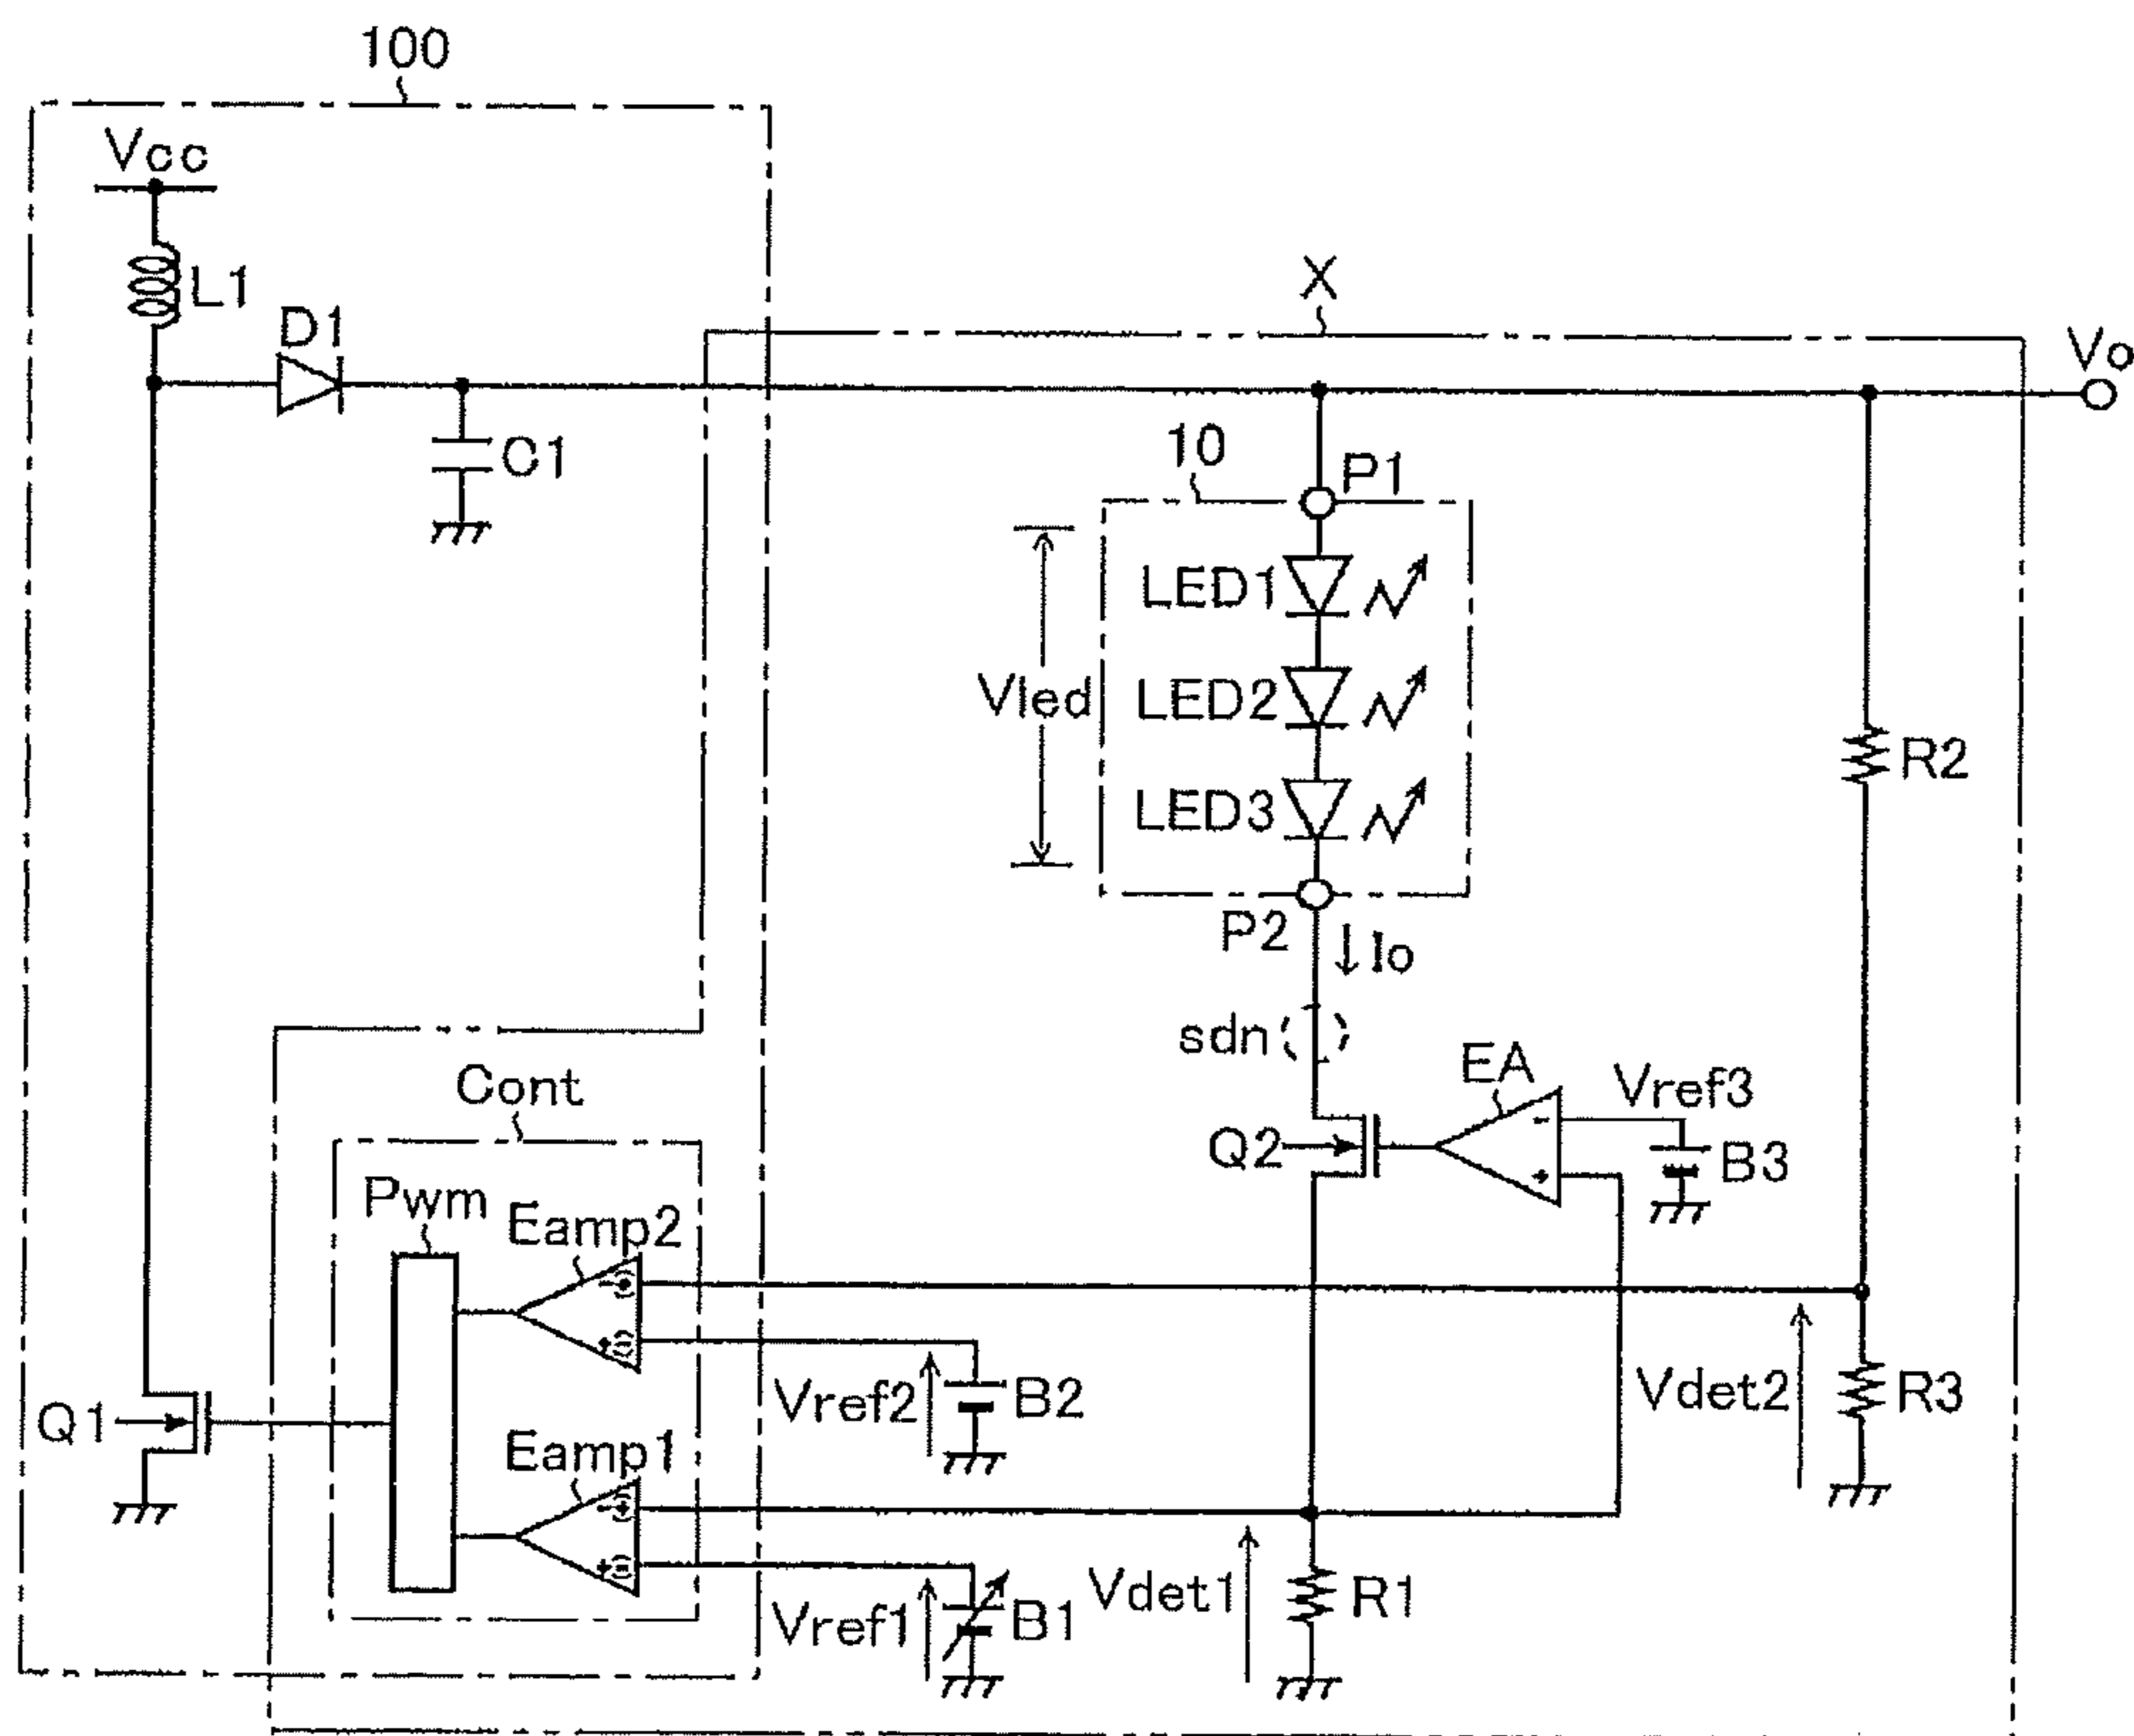 100
Vcc
L1
D1
X
Vo
C1
10
P1
LED1
Vled
LED2
R2
LED3
P2
Io
sdn
EA
Vref3
Cont
Q2
-
+
B3
Pwm
Eamp2
Vdet2
R3
Vref2
B2
Q1
Eamp1
Vdet1
R1
Vref1
B1